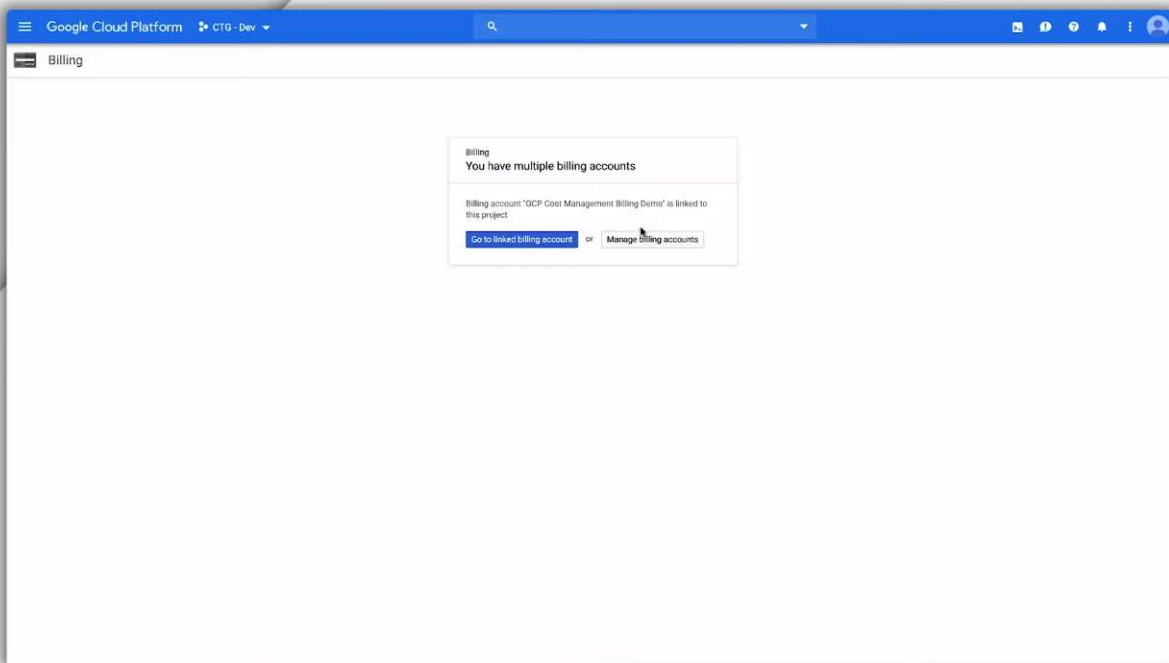 Google Cloud Platform CTG - Dev
Billing
Billing
You have multiple billing accounts
Billing account "GCP Cost Management Billing Demo" is linked to
this project
Go to linked billing account or Manage billing accounts